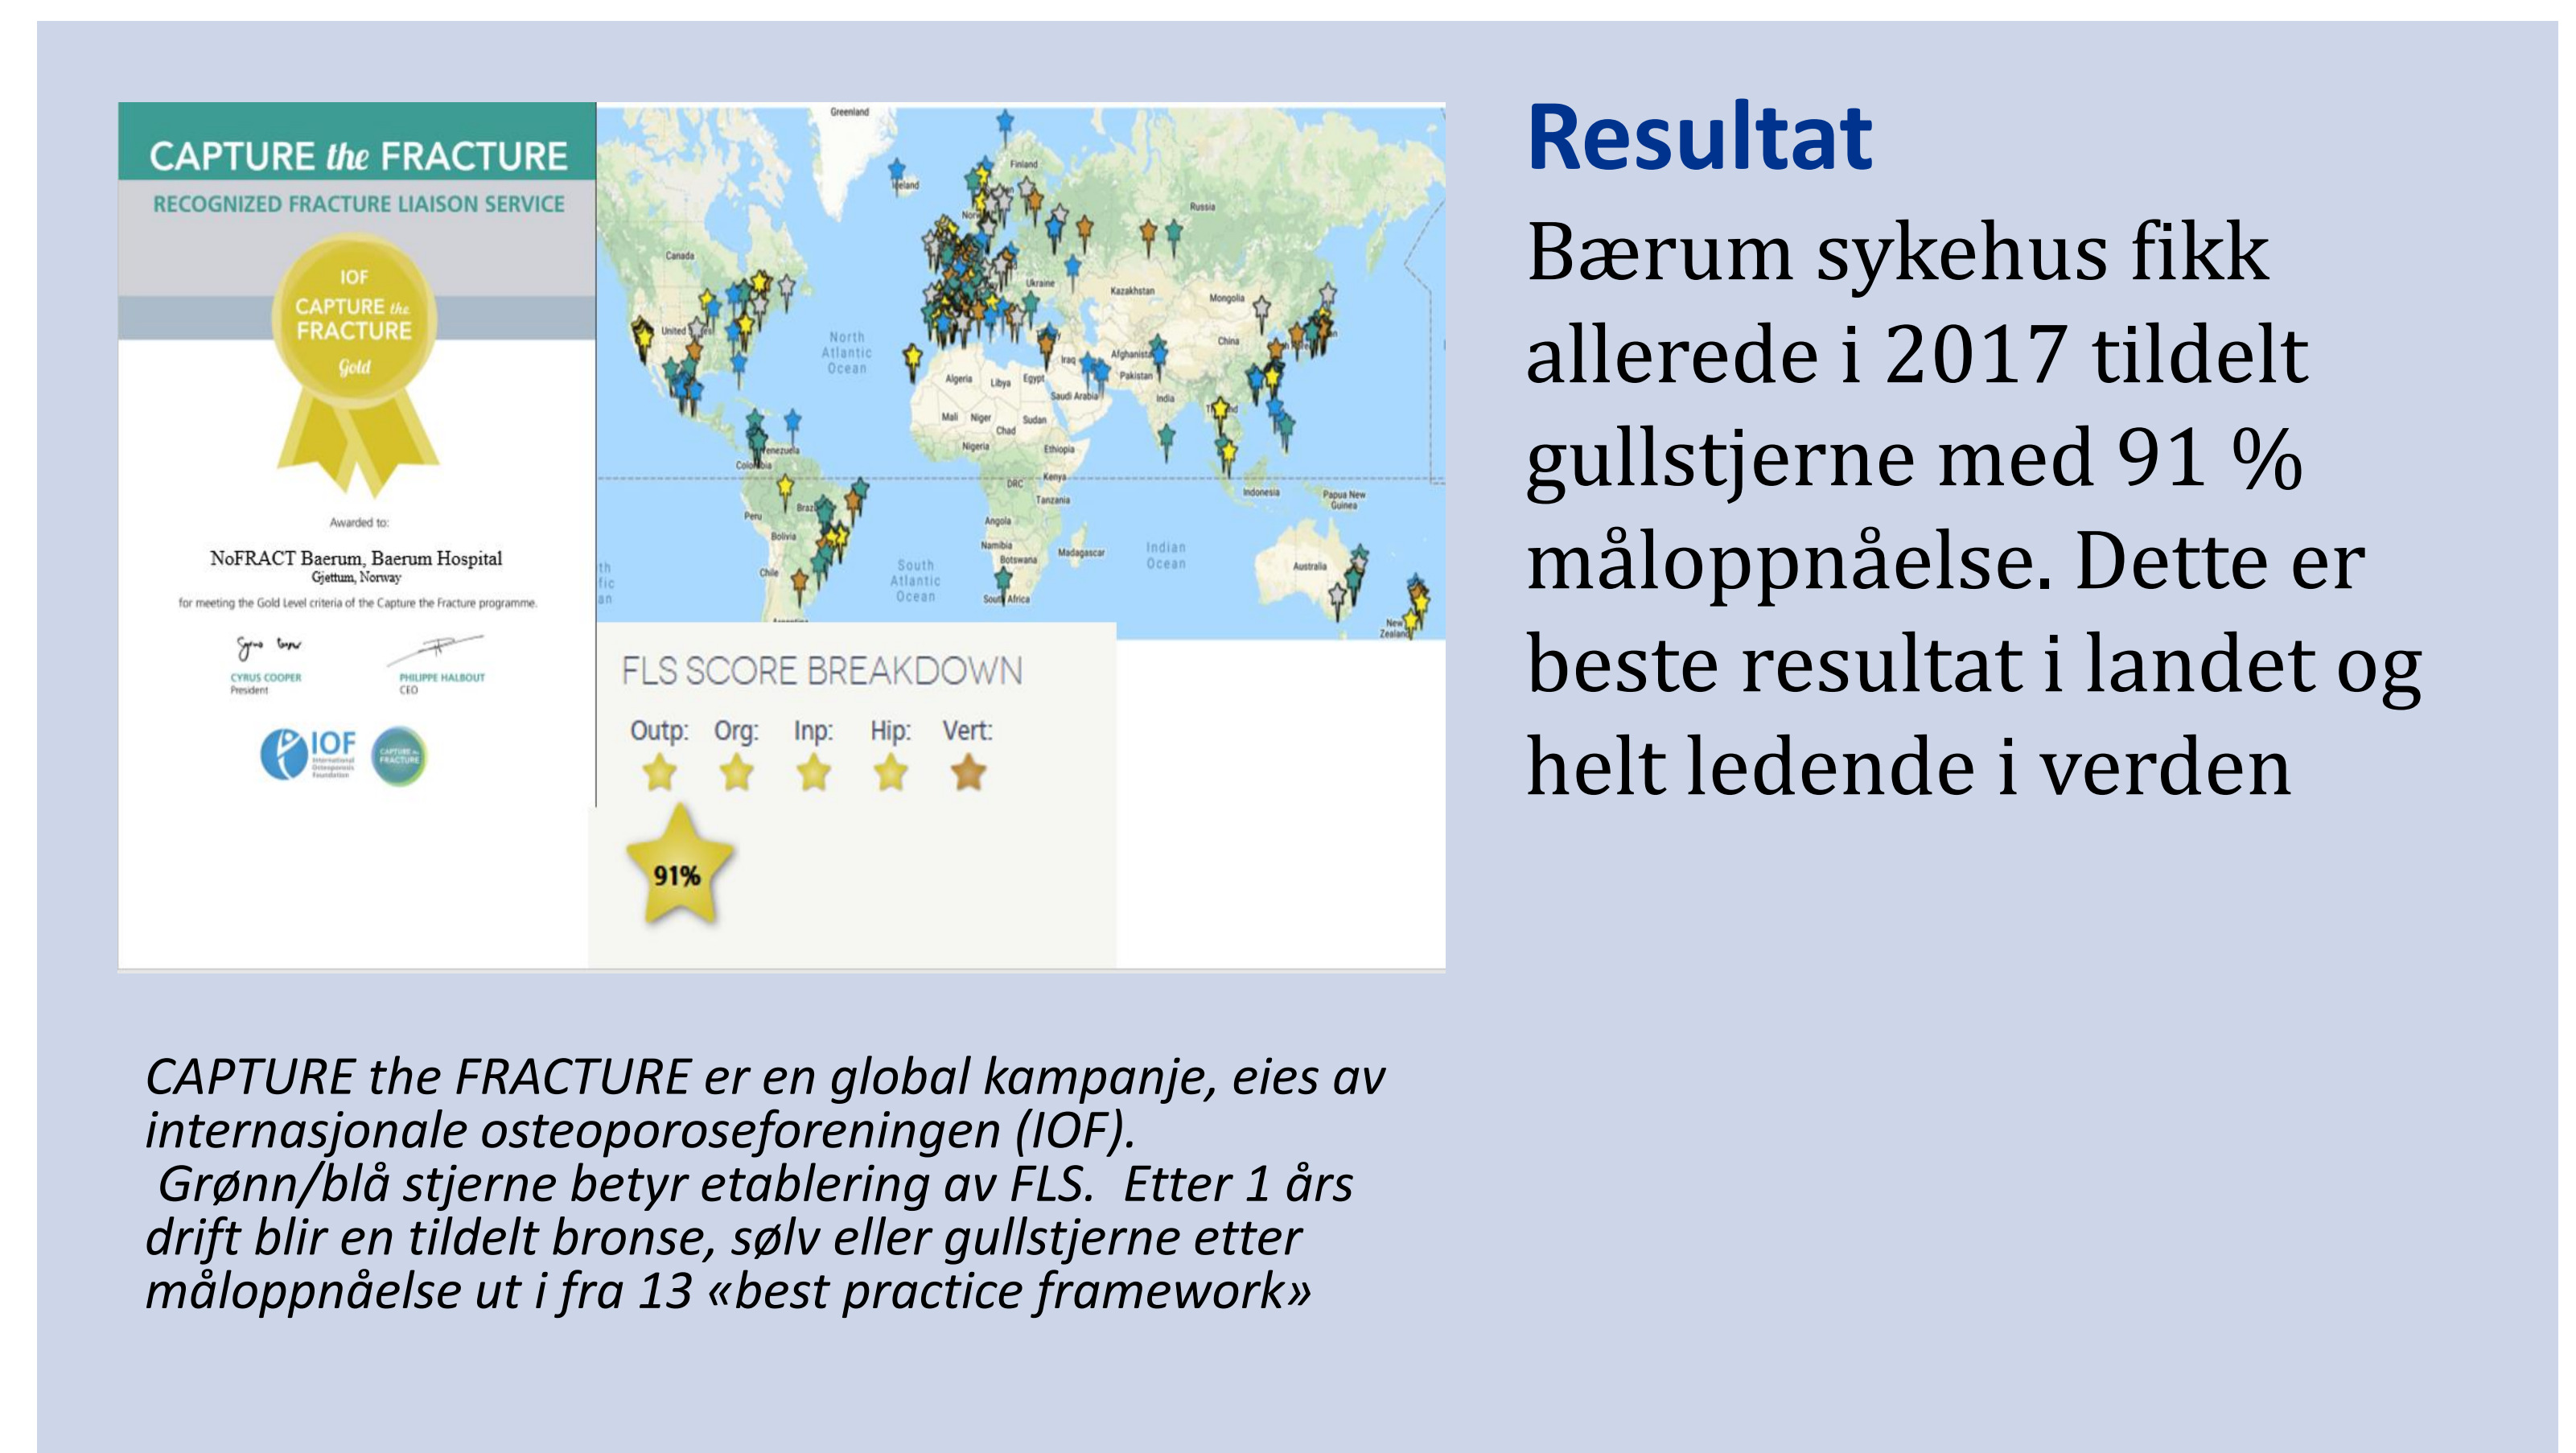 CAPTURE the FRACTURE
RECOGNIZED FRACTURE LIAISON SERVICE
IOF
CAPTURE the
FRACTURE
Gold
Awarded to:
NoFRACT Baerum, Baerum Hospital
Gjettum, Norway
for meeting the Gold Level criteria of the Capture the Fracture programme.
CYRUS COOPER
President
PHILIPPE HALBOUT
CEO
IOF
International
Osteoporosis
Foundation
CAPTURE the
FRACTURE
Greenland
Iceland
Finland
Russia
Canada
Ukraine
Kazakhstan
Mongolia
United
North
Atlantic
Ocean
China
Iraq
Afghanistan
Pakistan
Algeria
Libya
Egypt
Saudi Arabia
India
Mali
Niger
Chad
Sudan
Nigeria
Ethiopia
Venezuela
Colombia
DRC
Kenya
Tanzania
Indonesia
Papua New
Guinea
Peru
Brazil
Angola
Bolivia
Namibia
Botswana
Madagascar
Indian
Ocean
Chile
South
Atlantic
Ocean
South Africa
Australia
New
Zealand
FLS SCORE BREAKDOWN
Outp: Org: Inp: Hip: Vert:
91%
Resultat
Bærum sykehus fikk
allerede i 2017 tildelt
gullstjerne med 91 %
måloppnåelse. Dette er
beste resultat i landet og
helt ledende i verden
CAPTURE the FRACTURE er en global kampanje, eies av
internasjonale osteoporoseforeningen (IOF).
Grønn/blå stjerne betyr etablering av FLS. Etter 1 års
drift blir en tildelt bronse, sølv eller gullstjerne etter
måloppnåelse ut i fra 13 «best practice framework»